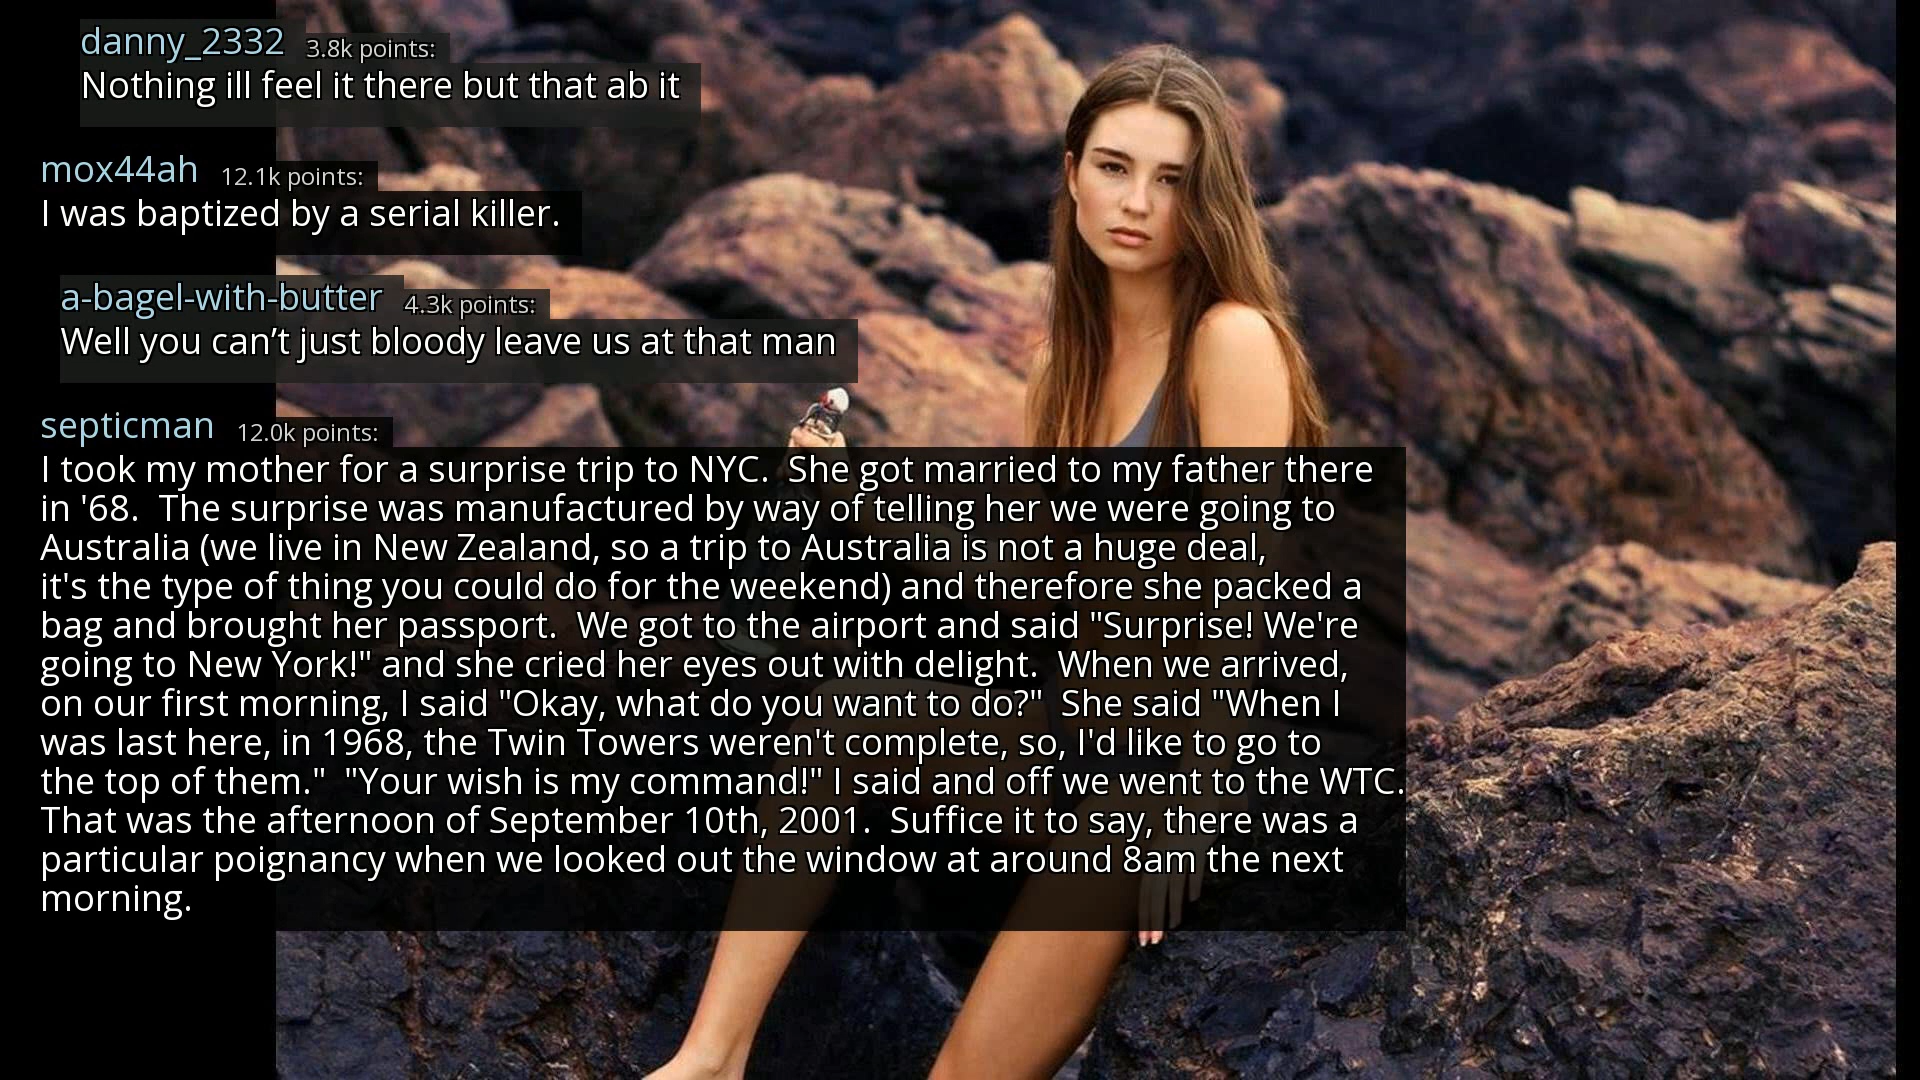 danny_2332 3.8k points:
Nothing ill feel it there but that ab it
mox44ah 12.1k points:
I was baptized by a serial killer.
a-bagel-with-butter 4.3k points:
Well you can’t just bloody leave us at that man
septicman 12.0k points:
I took my mother for a surprise trip to NYC.  She got married to my father there
in '68.  The surprise was manufactured by way of telling her we were going to
Australia (we live in New Zealand, so a trip to Australia is not a huge deal,
it's the type of thing you could do for the weekend) and therefore she packed a
bag and brought her passport.  We got to the airport and said "Surprise! We're
going to New York!" and she cried her eyes out with delight.  When we arrived,
on our first morning, I said "Okay, what do you want to do?"  She said "When I
was last here, in 1968, the Twin Towers weren't complete, so, I'd like to go to
the top of them."  "Your wish is my command!" I said and off we went to the WTC.
That was the afternoon of September 10th, 2001.  Suffice it to say, there was a
particular poignancy when we looked out the window at around 8am the next
morning.